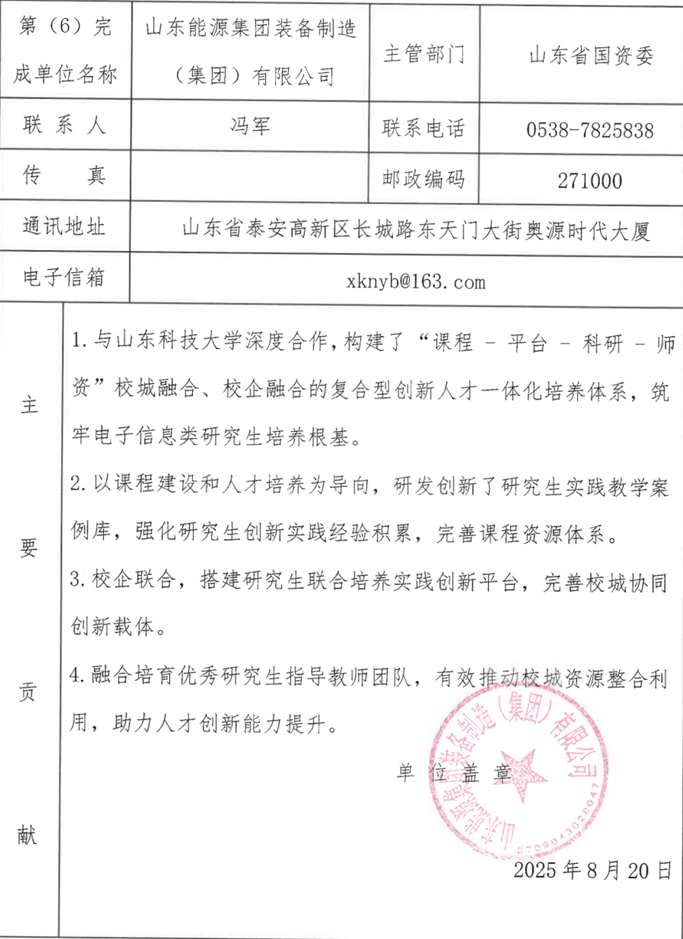 第（6）完成单位名称
山东能源集团装备制造（集团）有限公司
主管部门
山东省国资委
联系人
冯军
联系电话
0538-7825838
传真
邮政编码
271000
通讯地址
山东省泰安高新区长城路东天门大街奥源时代大厦
电子信箱
xknyb@163.com
主要贡献
1.与山东科技大学深度合作,构建了“课程 - 平台 - 科研 - 师
资”校城融合、校企融合的复合型创新人才一体化培养体系，筑
牢电子信息类研究生培养根基。
2.以课程建设和人才培养为导向，研发创新了研究生实践教学案
例库，强化研究生创新实践经验积累，完善课程资源体系。
3.校企联合，搭建研究生联合培养实践创新平台，完善校城协同
创新载体。
4.融合培育优秀研究生指导教师团队，有效推动校城资源整合利
用，助力人才创新能力提升。
单位盖章
山东能源集团装备制造（集团）有限公司
3709043028047
2025年8月20日